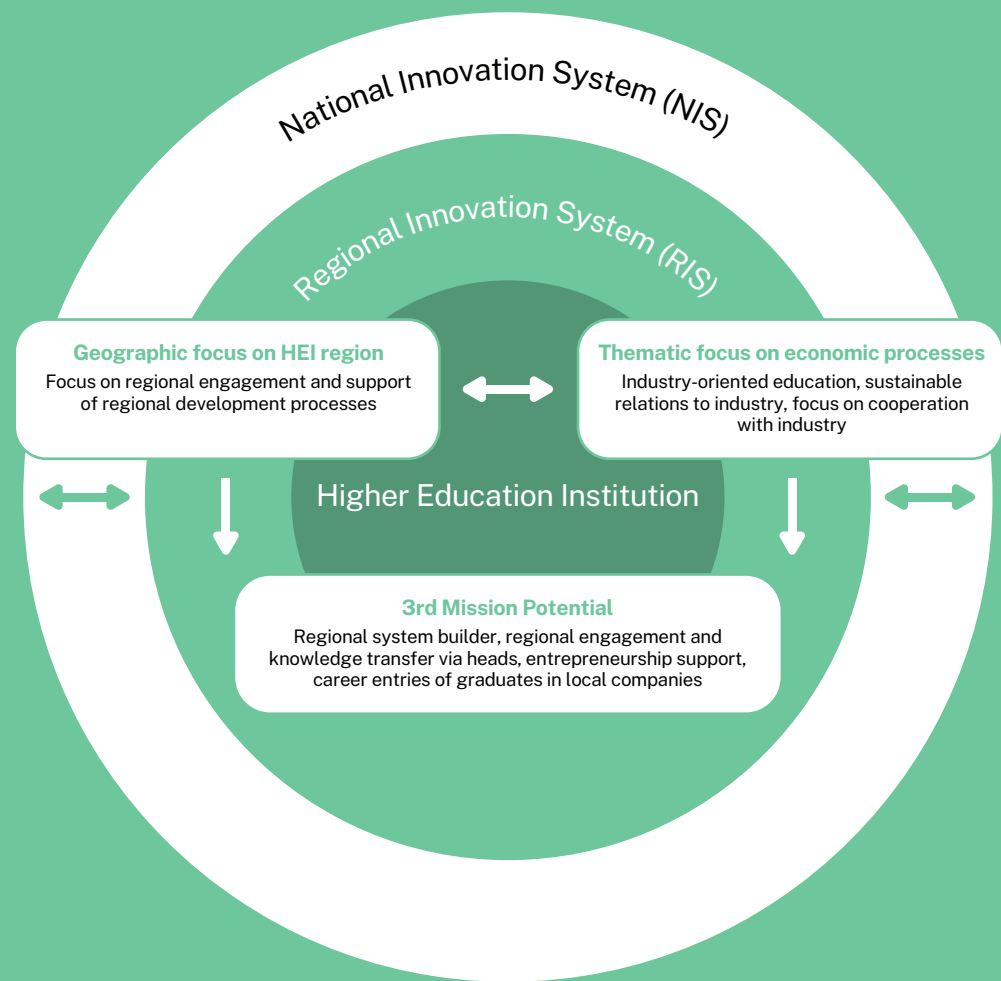 National Innovation System (NIS)
Regional Innovation System (RIS)
Geographic focus on HEI region
Focus on regional engagement and support
of regional development processes
Thematic focus on economic processes
Industry-oriented education, sustainable
relations to industry, focus on cooperation
with industry
Higher Education Institution
3rd Mission Potential
Regional system builder, regional engagement and
knowledge transfer via heads, entrepreneurship support,
career entries of graduates in local companies